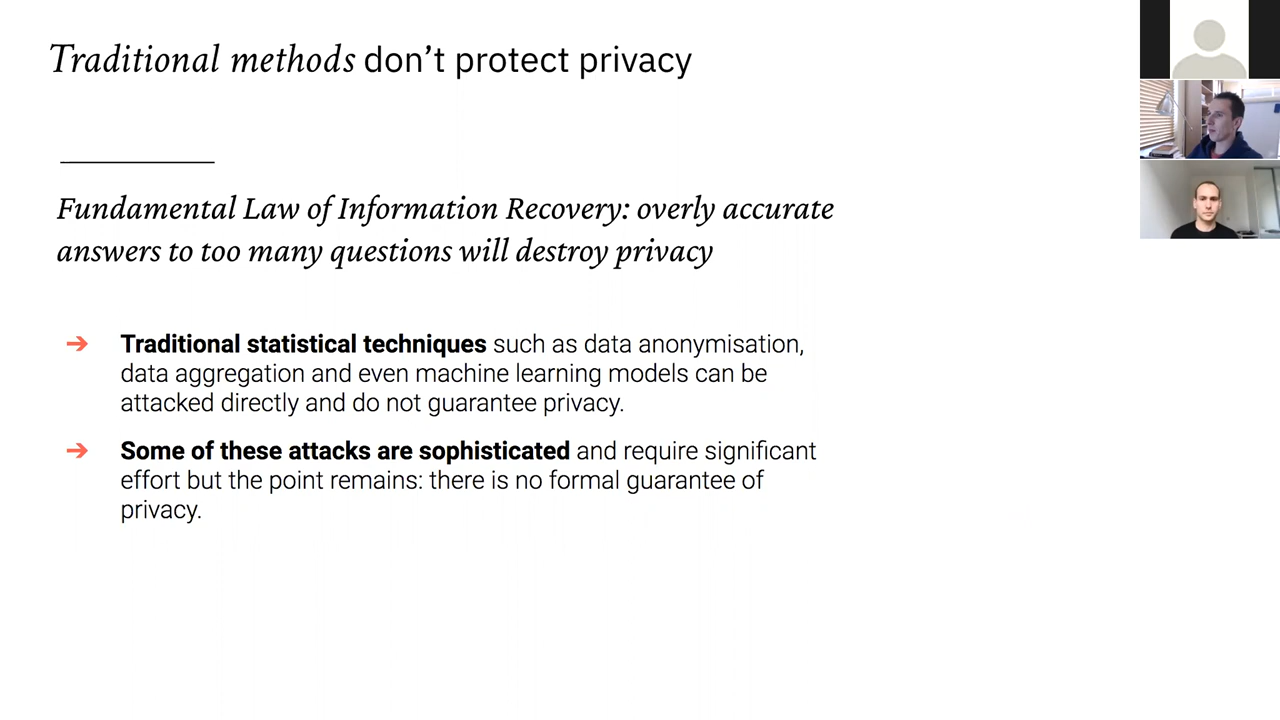 Traditional methods don’t protect privacy
Fundamental Law of Information Recovery: overly accurate
answers to too many questions will destroy privacy
➔ Traditional statistical techniques such as data anonymisation,
data aggregation and even machine learning models can be
attacked directly and do not guarantee privacy.
➔ Some of these attacks are sophisticated and require significant
effort but the point remains: there is no formal guarantee of
privacy.